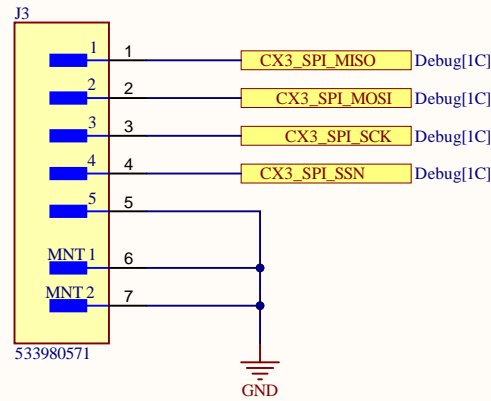 J3
1 1 CX3_SPI_MISO Debug[1C]
2 2 CX3_SPI_MOSI Debug[1C]
3 3 CX3_SPI_SCK Debug[1C]
4 4 CX3_SPI_SSN Debug[1C]
5 5
MNT 1 6
MNT 2 7
533980571
GND